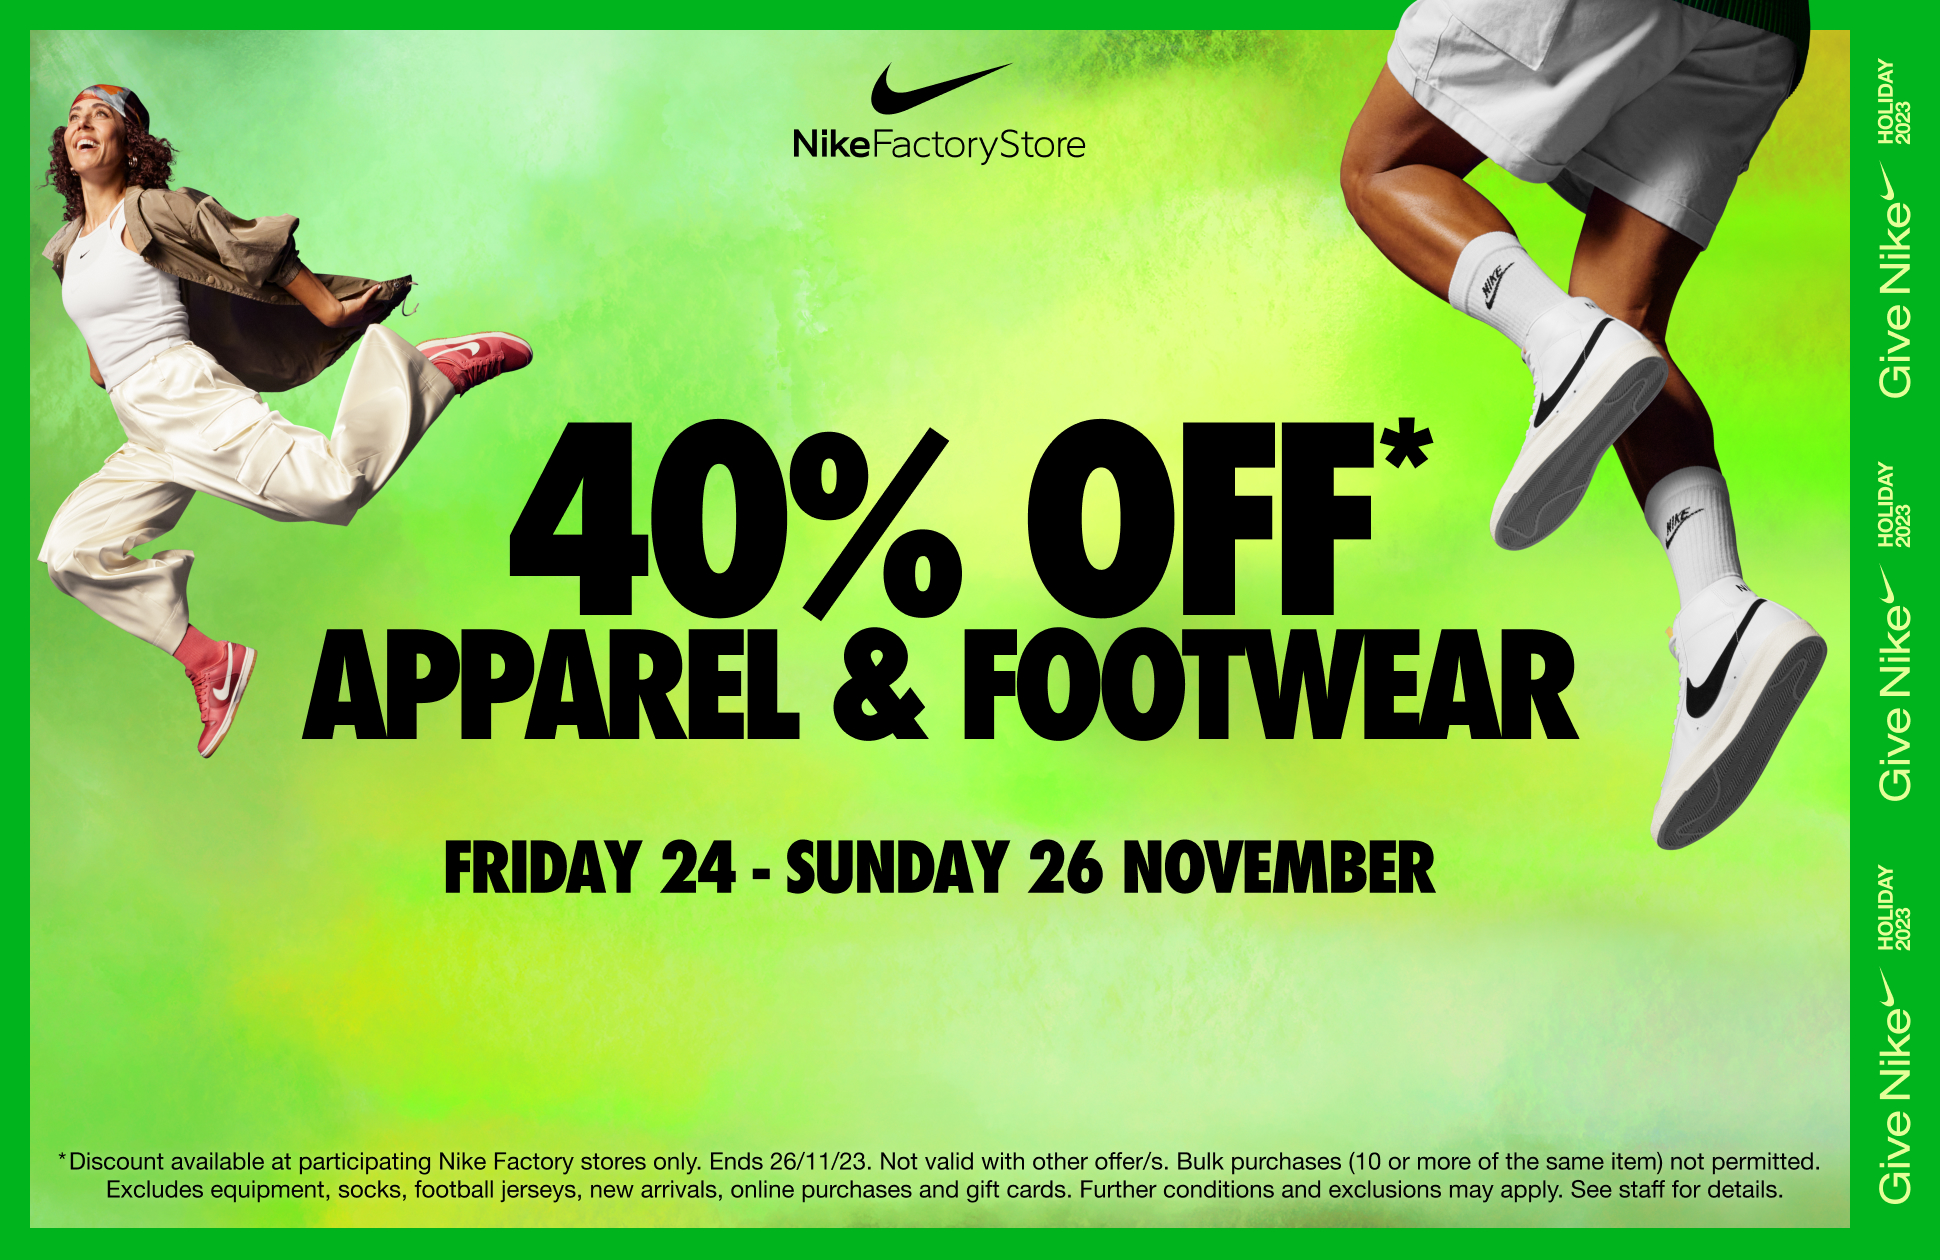 NikeFactoryStore
40% OFF*
APPAREL & FOOTWEAR
FRIDAY 24 - SUNDAY 26 NOVEMBER
*Discount available at participating Nike Factory stores only. Ends 26/11/23. Not valid with other offer/s. Bulk purchases (10 or more of the same item) not permitted.
Excludes equipment, socks, football jerseys, new arrivals, online purchases and gift cards. Further conditions and exclusions may apply. See staff for details.
NIKE
NIKE
Give Nike
HOLIDAY
2023
Give Nike
HOLIDAY
2023
Give Nike
HOLIDAY
2023